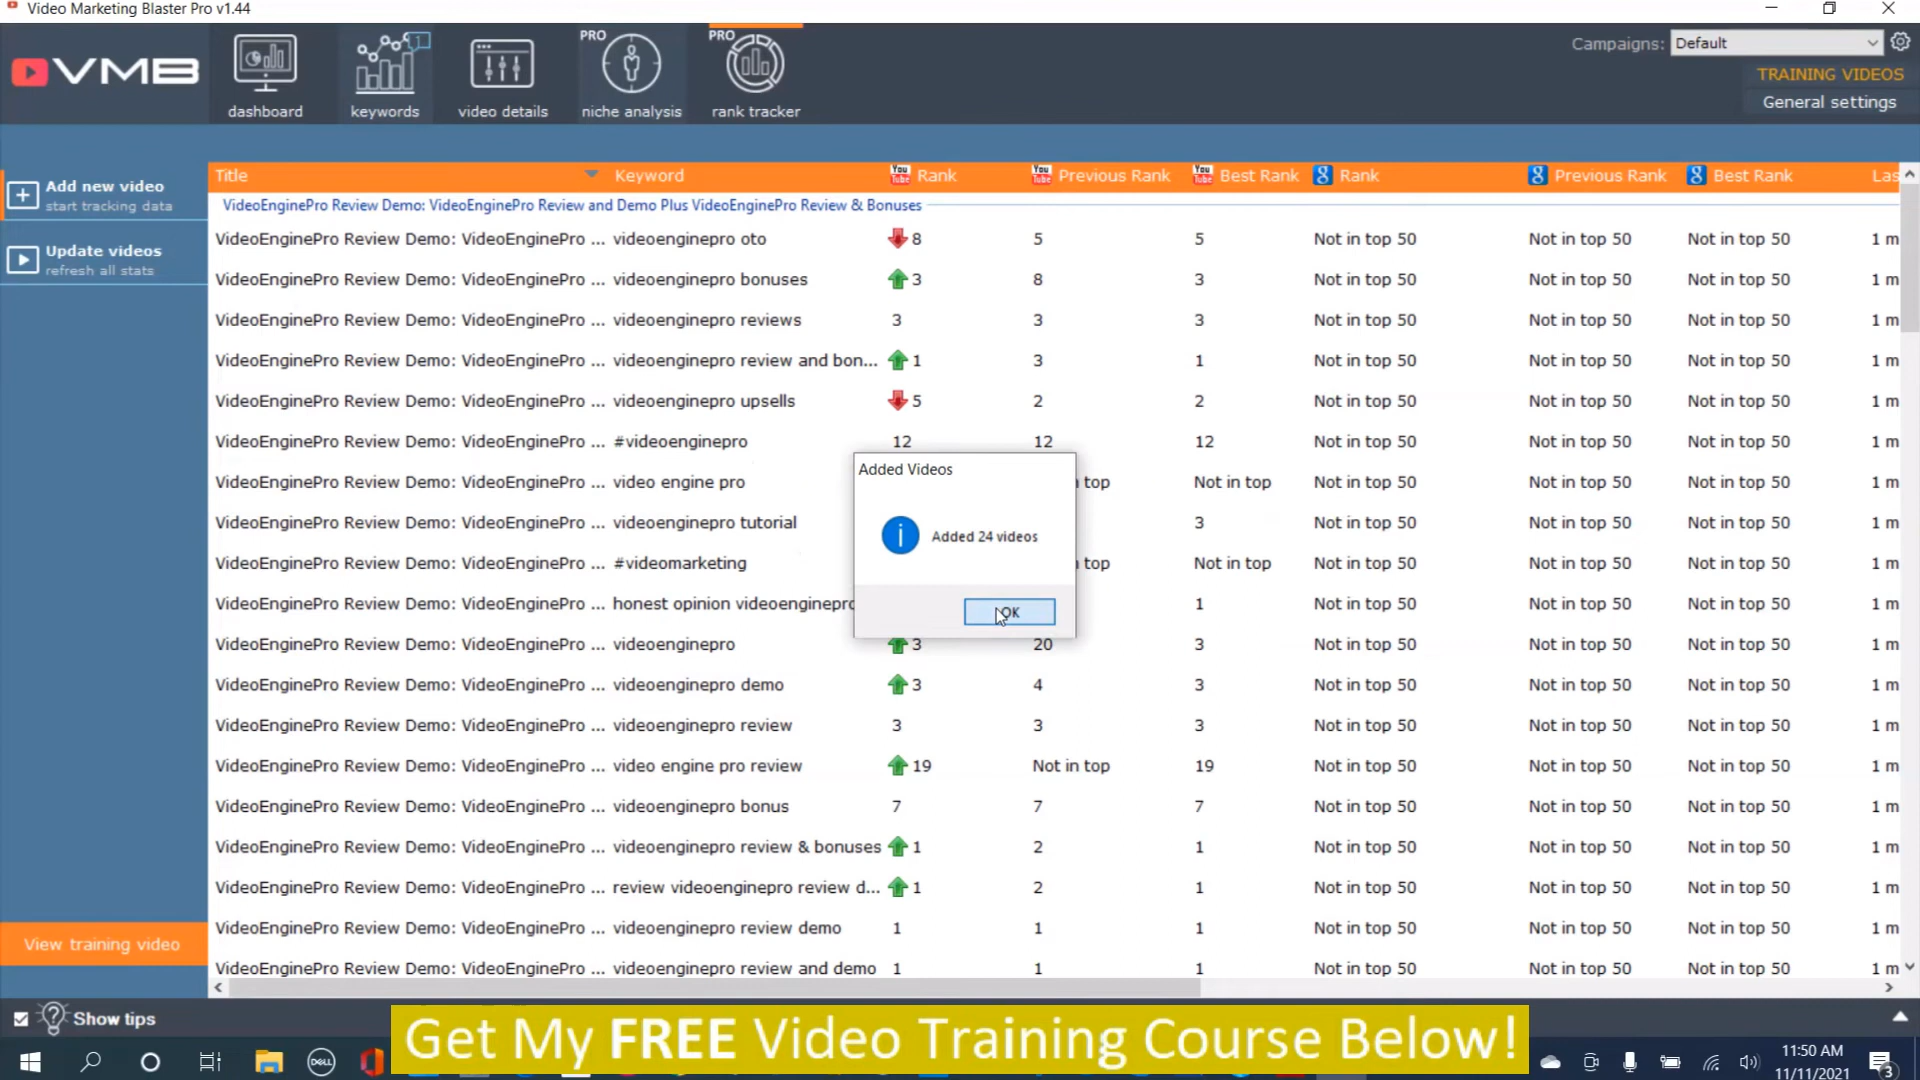 Video Marketing Blaster Pro v1.44
VMB
dashboard
keywords
video details
PRO
niche analysis
PRO
rank tracker
Campaigns: Default
TRAINING VIDEOS
General settings
Add new video
start tracking data
Update videos
refresh all stats
View training video
Title Keyword You Tube Rank You Tube Previous Rank You Tube Best Rank 8 Rank 8 Previous Rank 8 Best Rank Las
VideoEnginePro Review Demo: VideoEnginePro Review and Demo Plus VideoEnginePro Review & Bonuses
VideoEnginePro Review Demo: VideoEnginePro ... videoenginepro oto 8 5 5 Not in top 50 Not in top 50 Not in top 50 1 m
VideoEnginePro Review Demo: VideoEnginePro ... videoenginepro bonuses 3 8 3 Not in top 50 Not in top 50 Not in top 50 1 m
VideoEnginePro Review Demo: VideoEnginePro ... videoenginepro reviews 3 3 3 Not in top 50 Not in top 50 Not in top 50 1 m
VideoEnginePro Review Demo: VideoEnginePro ... videoenginepro review and bon... 1 3 1 Not in top 50 Not in top 50 Not in top 50 1 m
VideoEnginePro Review Demo: VideoEnginePro ... videoenginepro upsells 5 2 2 Not in top 50 Not in top 50 Not in top 50 1 m
VideoEnginePro Review Demo: VideoEnginePro ... #videoenginepro 12 12 12 Not in top 50 Not in top 50 Not in top 50 1 m
VideoEnginePro Review Demo: VideoEnginePro ... video engine pro top Not in top Not in top 50 Not in top 50 Not in top 50 1 m
VideoEnginePro Review Demo: VideoEnginePro ... videoenginepro tutorial 3 Not in top 50 Not in top 50 Not in top 50 1 m
VideoEnginePro Review Demo: VideoEnginePro ... #videomarketing top Not in top Not in top 50 Not in top 50 Not in top 50 1 m
VideoEnginePro Review Demo: VideoEnginePro ... honest opinion videoenginepro 1 Not in top 50 Not in top 50 Not in top 50 1 m
VideoEnginePro Review Demo: VideoEnginePro ... videoenginepro 3 20 3 Not in top 50 Not in top 50 Not in top 50 1 m
VideoEnginePro Review Demo: VideoEnginePro ... videoenginepro demo 3 4 3 Not in top 50 Not in top 50 Not in top 50 1 m
VideoEnginePro Review Demo: VideoEnginePro ... videoenginepro review 3 3 3 Not in top 50 Not in top 50 Not in top 50 1 m
VideoEnginePro Review Demo: VideoEnginePro ... video engine pro review 19 Not in top 19 Not in top 50 Not in top 50 Not in top 50 1 m
VideoEnginePro Review Demo: VideoEnginePro ... videoenginepro bonus 7 7 7 Not in top 50 Not in top 50 Not in top 50 1 m
VideoEnginePro Review Demo: VideoEnginePro ... videoenginepro review & bonuses 1 2 1 Not in top 50 Not in top 50 Not in top 50 1 m
VideoEnginePro Review Demo: VideoEnginePro ... review videoenginepro review d... 1 2 1 Not in top 50 Not in top 50 Not in top 50 1 m
VideoEnginePro Review Demo: VideoEnginePro ... videoenginepro review demo 1 1 1 Not in top 50 Not in top 50 Not in top 50 1 m
VideoEnginePro Review Demo: VideoEnginePro ... videoenginepro review and demo 1 1 1 Not in top 50 Not in top 50 Not in top 50 1 m
Added Videos
Added 24 videos
OK
Show tips
Get My FREE Video Training Course Below!
DELL
11:50 AM
11/11/2021
3